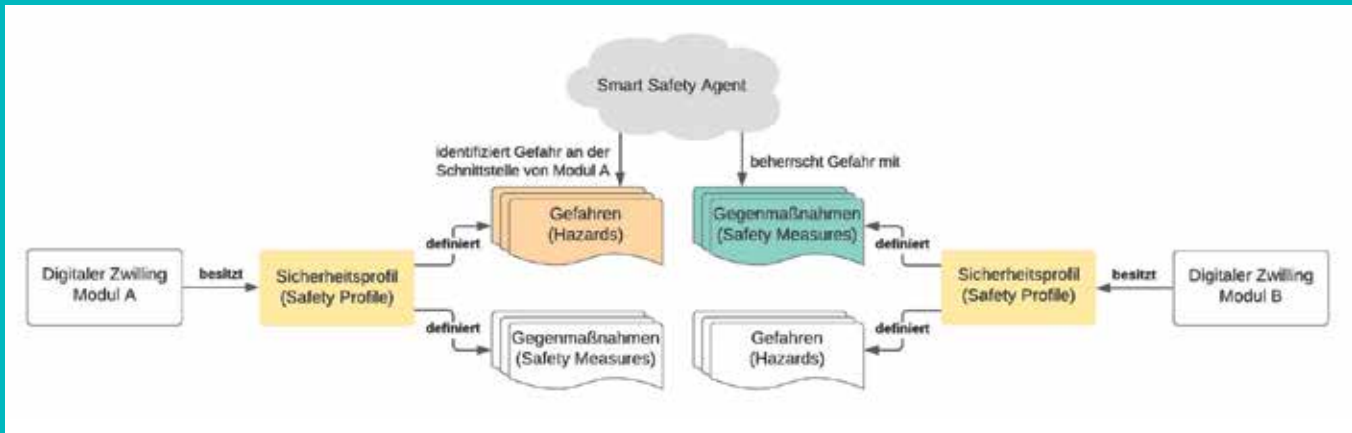 Smart Safety Agent
identifiziert Gefahr an der
Schnittstelle von Modul A
beherrscht Gefahr mit
Gefahren
(Hazards)
Gegenmaßnahmen
(Safety Measures)
definiert
definiert
Digitaler Zwilling
Modul A
besitzt
Sicherheitsprofil
(Safety Profile)
Sicherheitsprofil
(Safety Profile)
besitzt
Digitaler Zwilling
Modul B
definiert
definiert
Gegenmaßnahmen
(Safety Measures)
Gefahren
(Hazards)